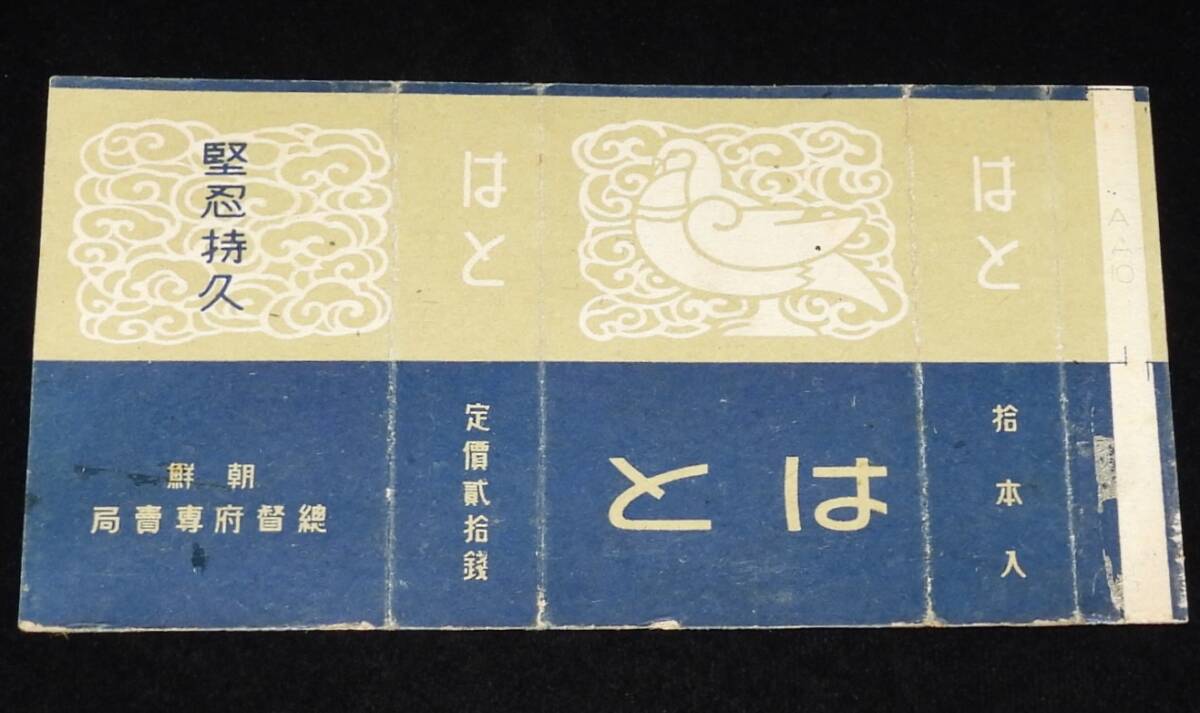 堅忍持久
朝鮮
總督府專賣局
はと
定價貳拾錢
はと
はと
拾本入